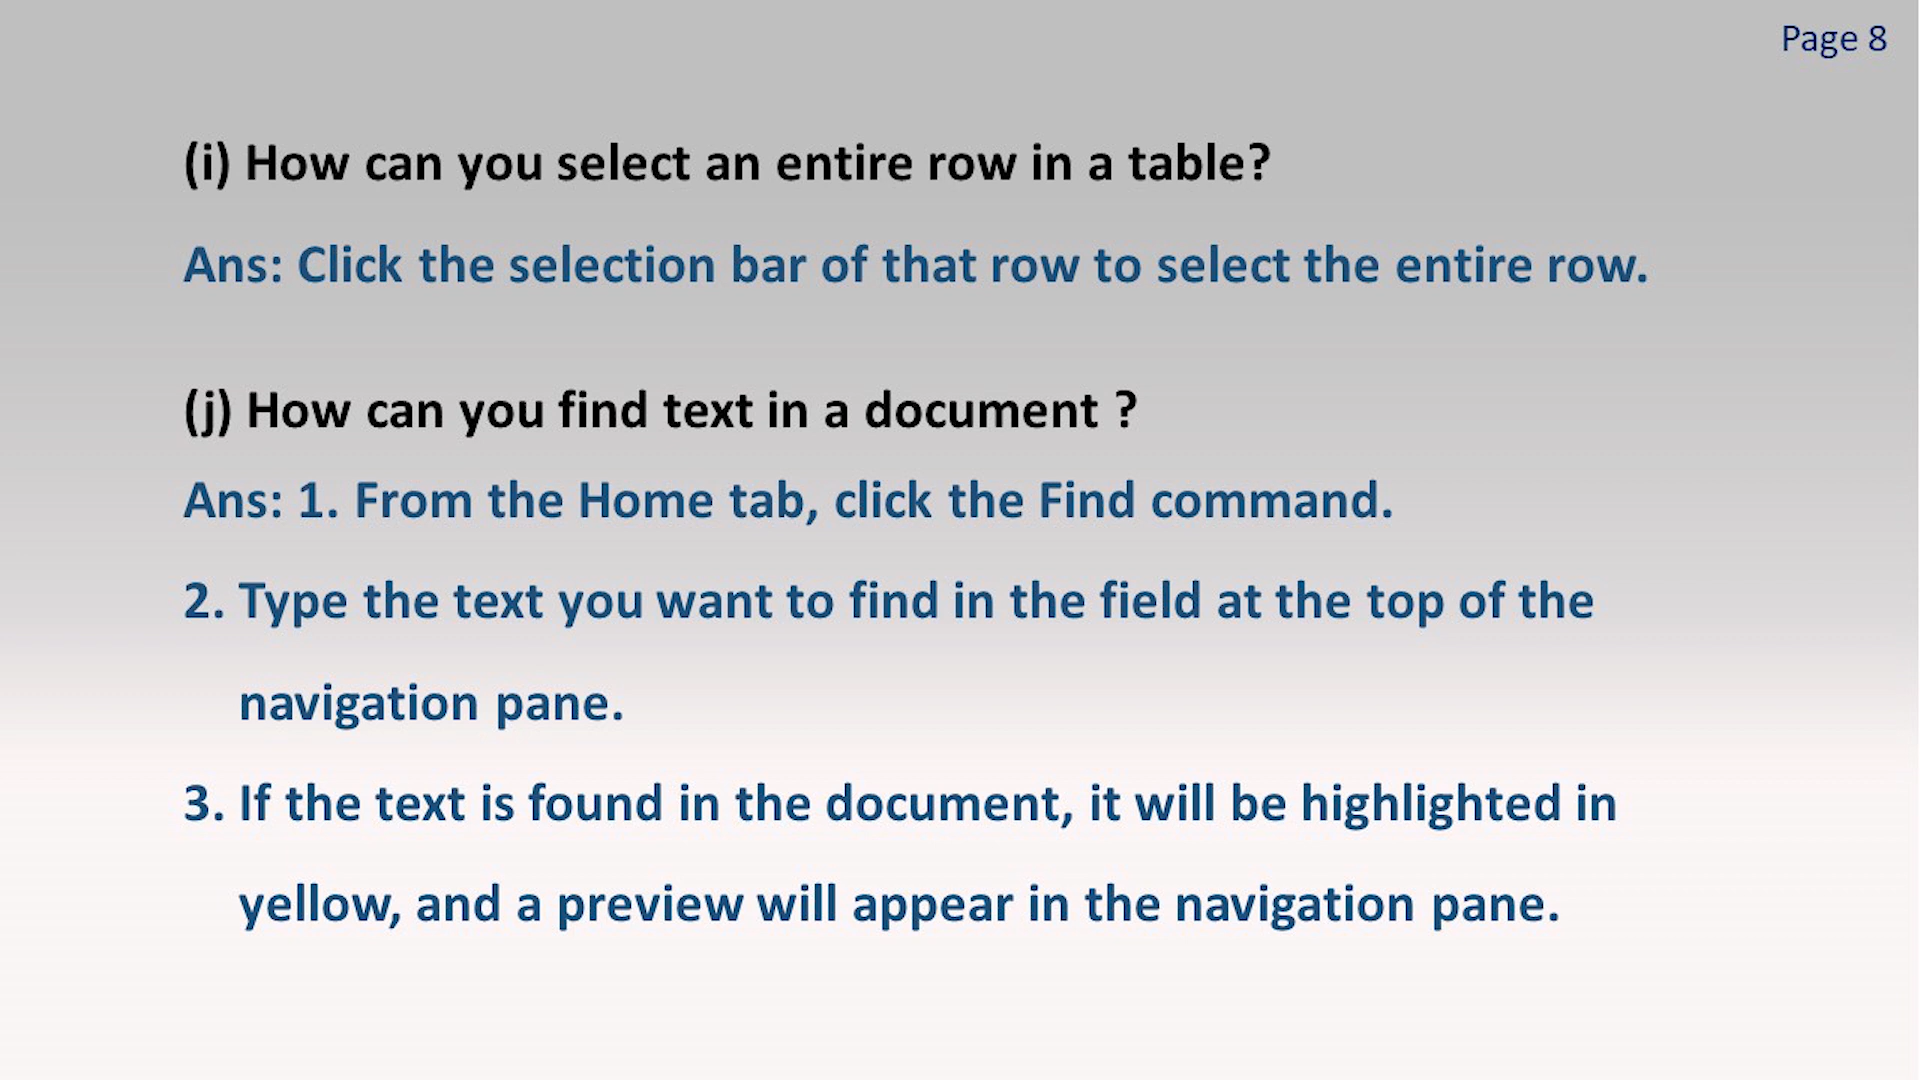 Page 8
(i) How can you select an entire row in a table?
Ans: Click the selection bar of that row to select the entire row.
(j) How can you find text in a document ?
Ans: 1. From the Home tab, click the Find command.
2. Type the text you want to find in the field at the top of the
navigation pane.
3. If the text is found in the document, it will be highlighted in
yellow, and a preview will appear in the navigation pane.